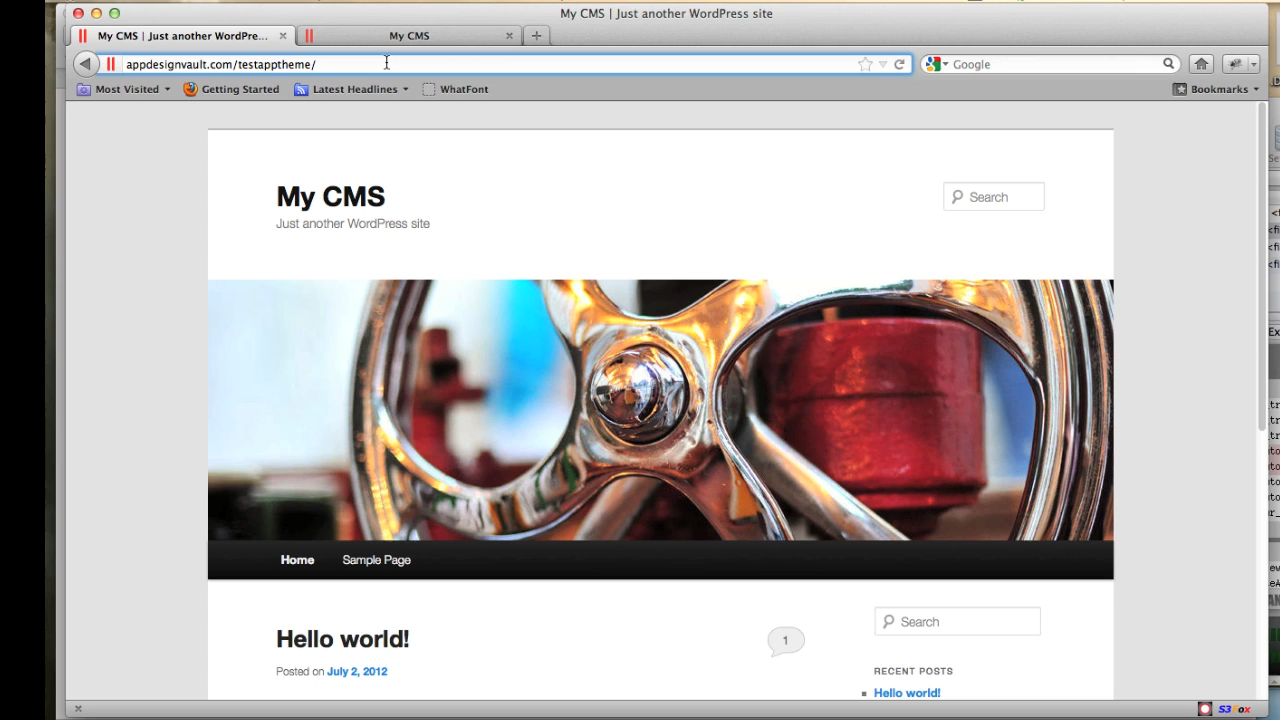 My CMS | Just another WordPress site
My CMS | Just another WordPre...
My CMS
appdesignvault.com/testapptheme/
Google
Most Visited
Getting Started
Latest Headlines
WhatFont
Bookmarks
My CMS
Just another WordPress site
Search
Home
Sample Page
Hello world!
1
Posted on July 2, 2012
Search
RECENT POSTS
Hello world!
S3Fox